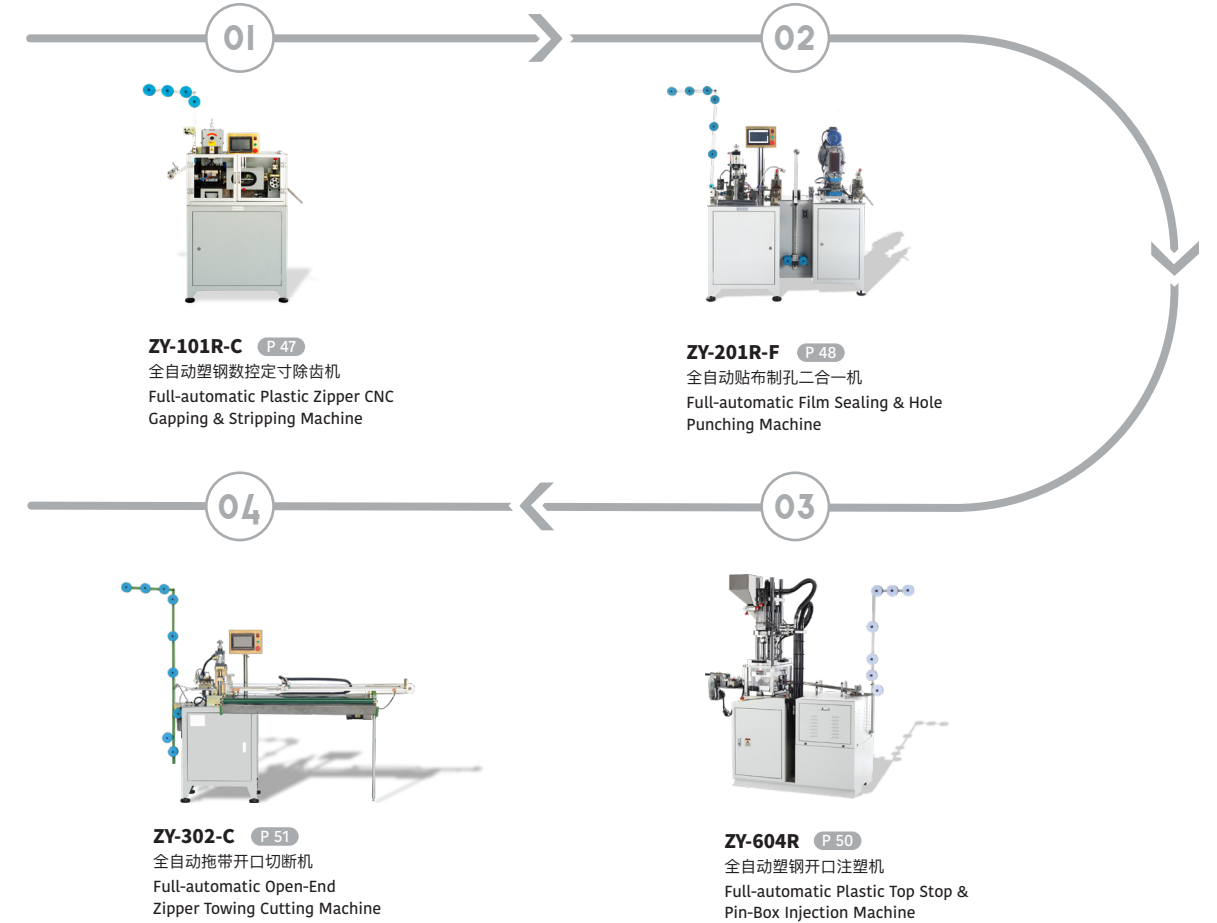 01
02
ZY-101R-C P 47
全自动塑钢数控定寸除齿机
Full-automatic Plastic Zipper CNC
Gapping & Stripping Machine
ZY-201R-F P 48
全自动贴布制孔二合一机
Full-automatic Film Sealing & Hole
Punching Machine
03
04
ZY-604R P 50
全自动塑钢开口注塑机
Full-automatic Plastic Top Stop &
Pin-Box Injection Machine
ZY-302-C P 51
全自动拖带开口切断机
Full-automatic Open-End
Zipper Towing Cutting Machine